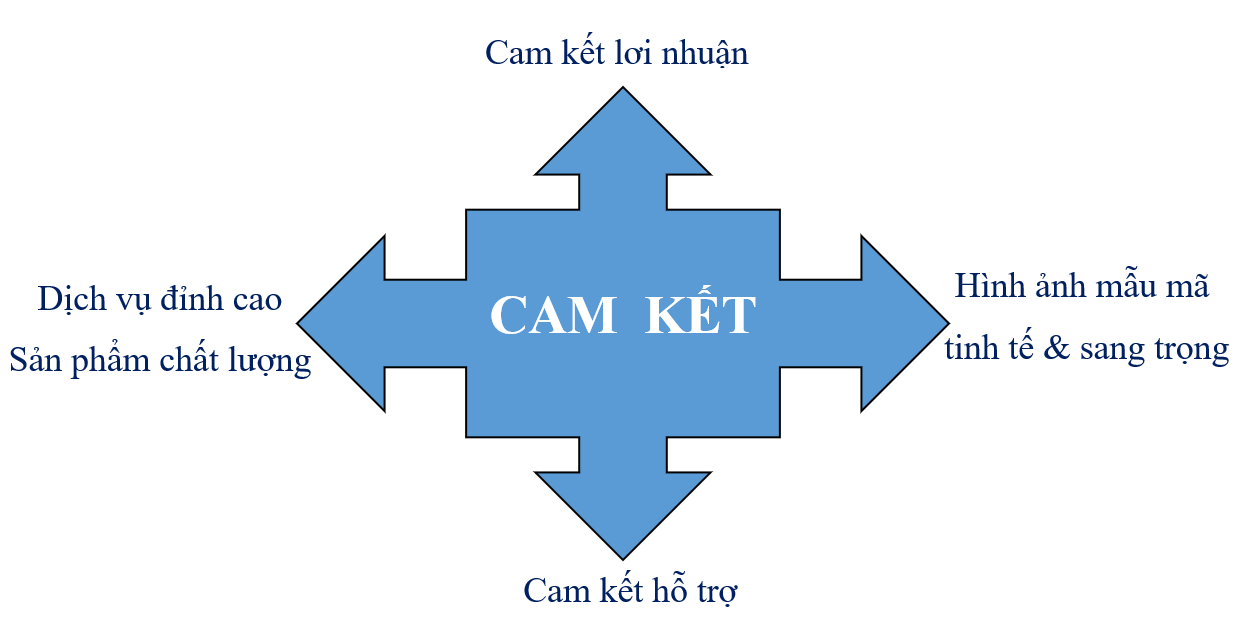 Cam kết lơi nhuận
Dịch vụ đỉnh cao
Sản phẩm chất lượng
CAM KẾT
Hình ảnh mẫu mã
tinh tế & sang trọng
Cam kết hỗ trợ